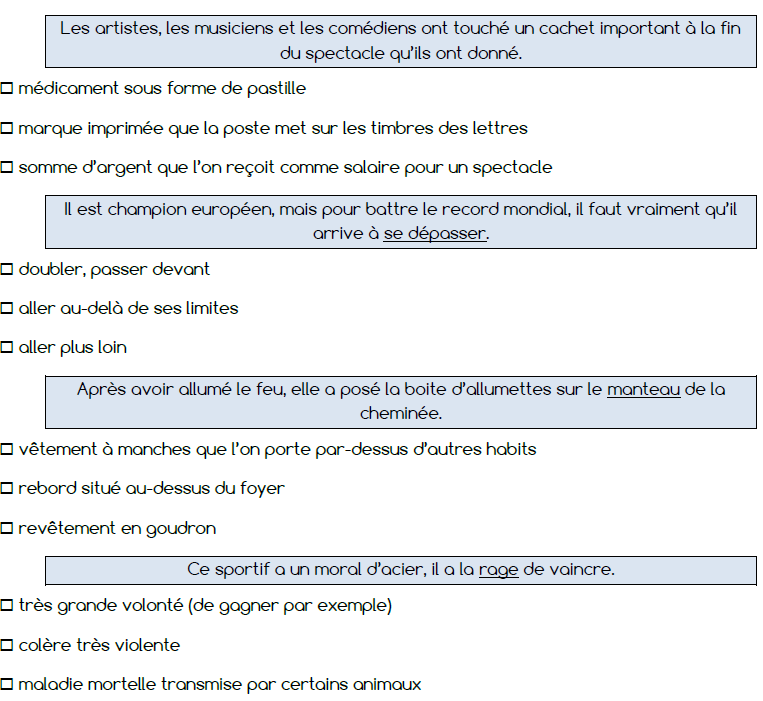 Les artistes, les musiciens et les comédiens ont touché un cachet important à la fin
du spectacle qu'ils ont donné.
□ médicament sous forme de pastille
□ marque imprimée que la poste met sur les timbres des lettres
□ somme d'argent que l'on reçoit comme salaire pour un spectacle
Il est champion européen, mais pour battre le record mondial, il faut vraiment qu'il
arrive à se dépasser.
□ doubler, passer devant
□ aller au-delà de ses limites
□ aller plus loin
Après avoir allumé le feu, elle a posé la boite d'allumettes sur le manteau de la
cheminée.
□ vêtement à manches que l'on porte par-dessus d'autres habits
□ rebord situé au-dessus du foyer
□ revêtement en goudron
Ce sportif a un moral d'acier, il a la rage de vaincre.
□ très grande volonté (de gagner par exemple)
□ colère très violente
□ maladie mortelle transmise par certains animaux